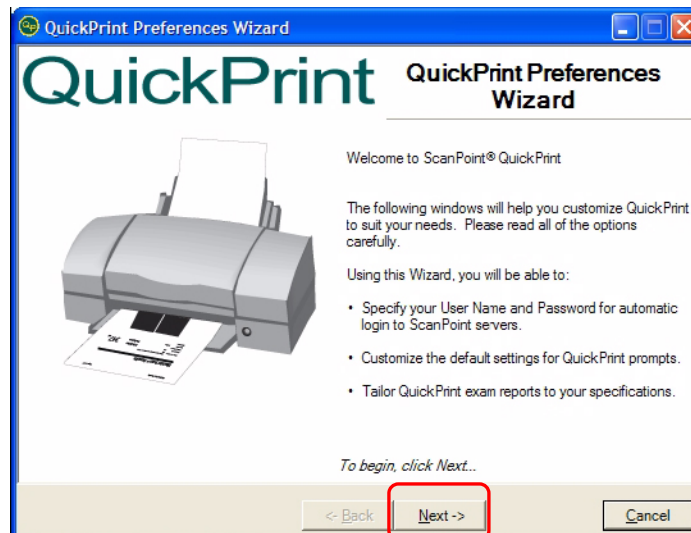 QuickPrint Preferences Wizard
QuickPrint
QuickPrint Preferences
Wizard
Welcome to ScanPoint® QuickPrint
The following windows will help you customize QuickPrint
to suit your needs. Please read all of the options
carefully.
Using this Wizard, you will be able to:
• Specify your User Name and Password for automatic
login to ScanPoint servers.
• Customize the default settings for QuickPrint prompts.
• Tailor QuickPrint exam reports to your specifications.
To begin, click Next...
<- Back
Next ->
Cancel